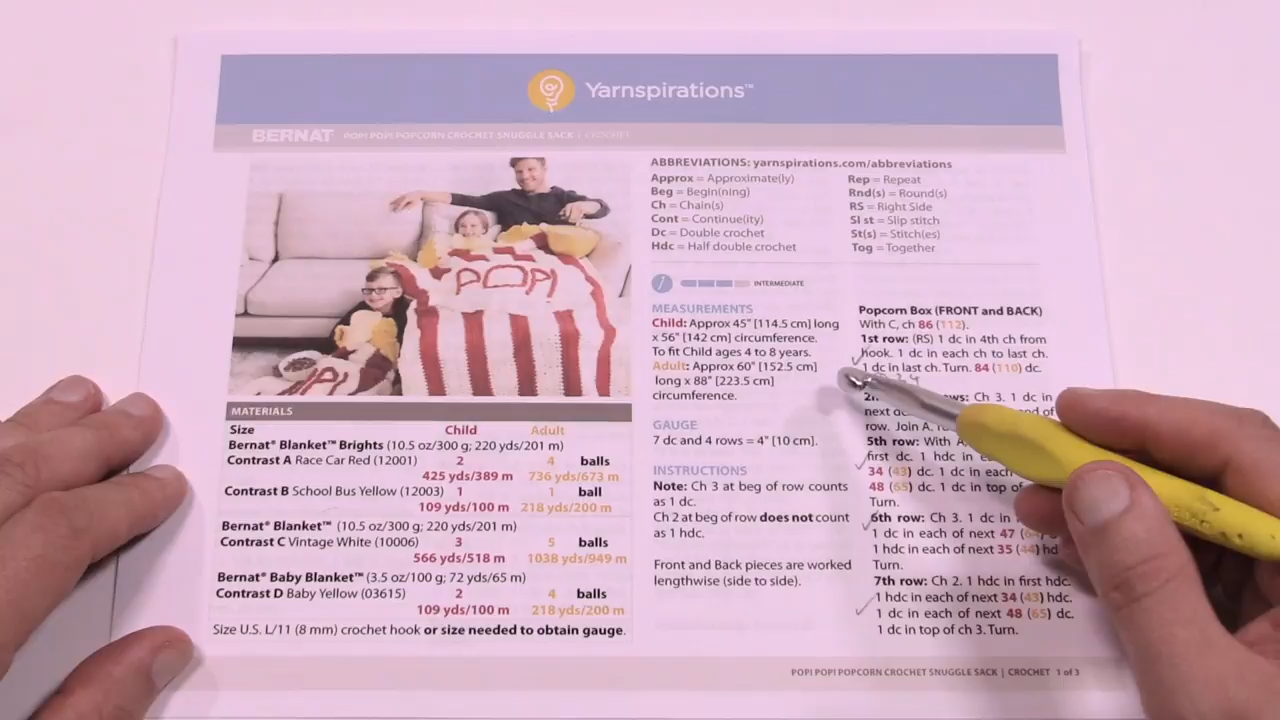 Yarnspirations™
BERNAT POP! POP! POPCORN CROCHET SNUGGLE SACK | CROCHET
POP!
ABBREVIATIONS: yarnspirations.com/abbreviations
Approx = Approximate(ly)
Beg = Begin(ning)
Ch = Chain(s)
Cont = Continue(ity)
Dc = Double crochet
Hdc = Half double crochet
Rep = Repeat
Rnd(s) = Round(s)
RS = Right Side
Sl st = Slip stitch
St(s) = Stitch(es)
Tog = Together
INTERMEDIATE
MATERIALS
Size Child Adult
Bernat® Blanket™ Brights (10.5 oz/300 g; 220 yds/201 m)
Contrast A Race Car Red (12001) 2 4 balls
425 yds/389 m 736 yds/673 m
Contrast B School Bus Yellow (12003) 1 1 ball
109 yds/100 m 218 yds/200 m
Bernat® Blanket™ (10.5 oz/300 g; 220 yds/201 m)
Contrast C Vintage White (10006) 3 5 balls
566 yds/518 m 1038 yds/949 m
Bernat® Baby Blanket™ (3.5 oz/100 g; 72 yds/65 m)
Contrast D Baby Yellow (03615) 2 4 balls
109 yds/100 m 218 yds/200 m
Size U.S. L/11 (8 mm) crochet hook or size needed to obtain gauge.
MEASUREMENTS
Child: Approx 45" [114.5 cm] long
x 56" [142 cm] circumference.
To fit Child ages 4 to 8 years.
Adult: Approx 60" [152.5 cm]
long x 88" [223.5 cm]
circumference.
GAUGE
7 dc and 4 rows = 4" [10 cm].
INSTRUCTIONS
Note: Ch 3 at beg of row counts
as 1 dc.
Ch 2 at beg of row does not count
as 1 hdc.
Front and Back pieces are worked
lengthwise (side to side).
Popcorn Box (FRONT and BACK)
With C, ch 86 (112).
1st row: (RS) 1 dc in 4th ch from
hook. 1 dc in each ch to last ch.
1 dc in last ch. Turn. 84 (110) dc.
Ch 3. 1 dc in
next
row. Join A,
5th row: With
first dc. 1 hdc in
34 (43) dc. 1 dc in each
48 (65) dc. 1 dc in top of
Turn.
6th row: Ch 3. 1 dc in
1 dc in each of next 47
1 hdc in each of next 35 (44)
Turn.
7th row: Ch 2. 1 hdc in first hdc.
1 hdc in each of next 34 (43) hdc.
1 dc in each of next 48 (65) dc.
1 dc in top of ch 3. Turn.
POP! POP! POPCORN CROCHET SNUGGLE SACK | CROCHET 1 of 3